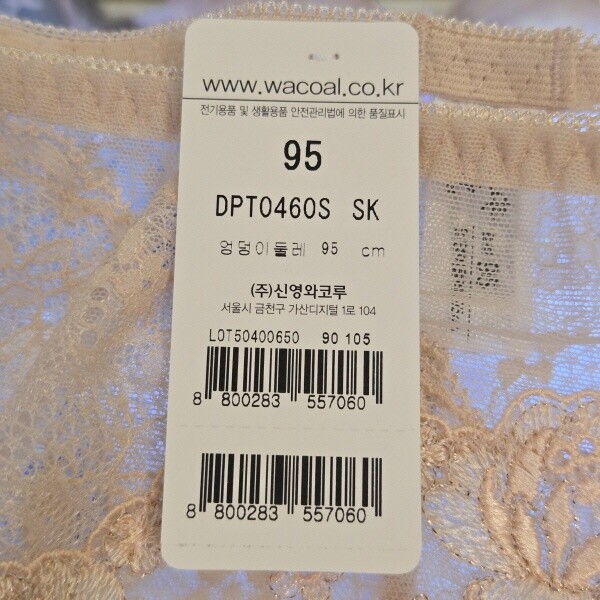 www.wacoal.co.kr
전기용품 및 생활용품 안전관리법에 의한 품질표시
95
DPT0460S SK
엉덩이둘레 95 cm
(주)신영와코루
서울시 금천구 가산디지털 1로 104
LOT50400650 90 105
8 800283 557060
8 800283 557060